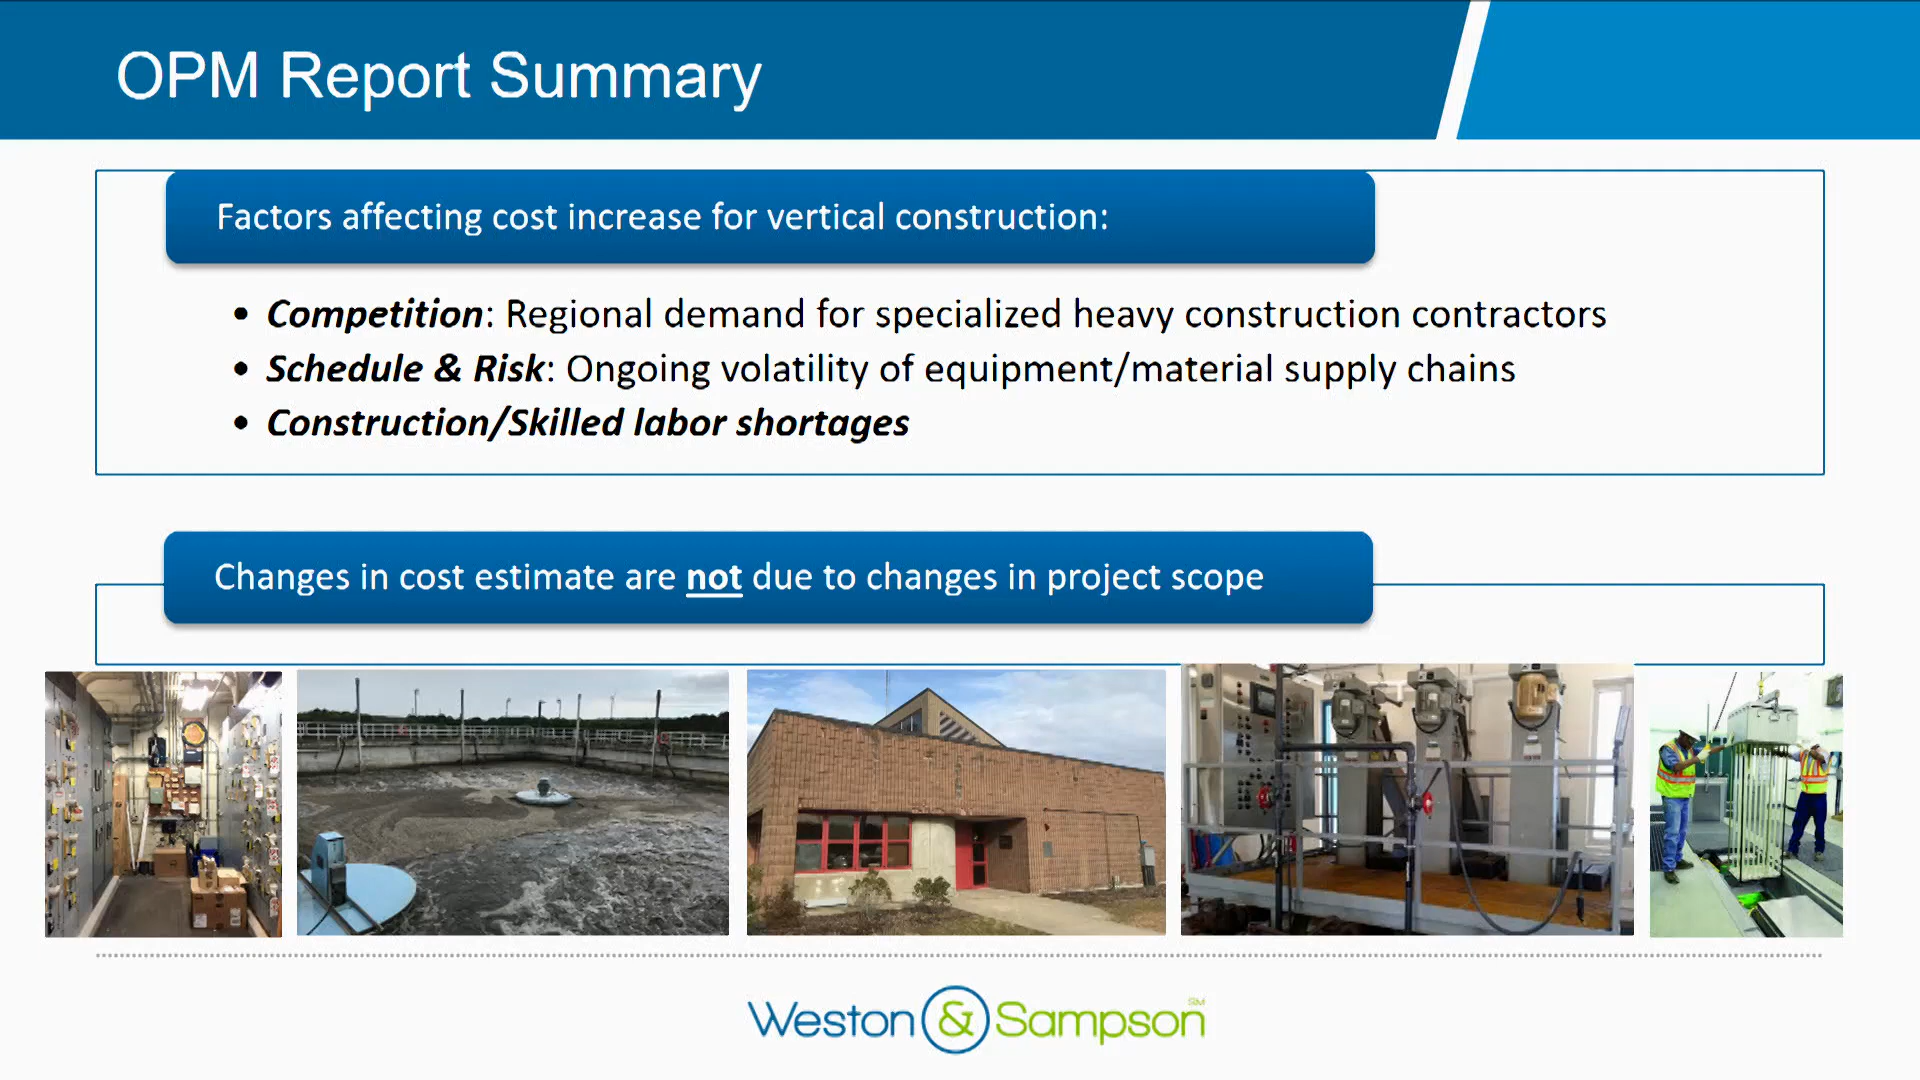 OPM Report Summary
Factors affecting cost increase for vertical construction:
• Competition: Regional demand for specialized heavy construction contractors
• Schedule & Risk: Ongoing volatility of equipment/material supply chains
• Construction/Skilled labor shortages
Changes in cost estimate are not due to changes in project scope
Weston & Sampson SM